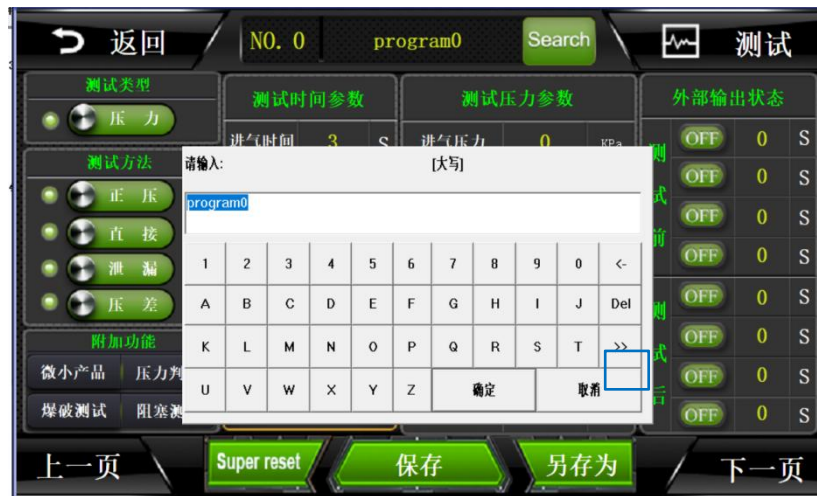 返回
NO. 0
program0
Search
测试
测试类型
压 力
测试方法
正 压
直 接
泄 漏
压 差
附加功能
微小产品
压力判
爆破测试
阻塞测
测试时间参数
进气时间 3 S
测试压力参数
进气压力 0 KPa
外部输出状态
测试前
OFF 0 S
OFF 0 S
OFF 0 S
OFF 0 S
测试后
OFF 0 S
OFF 0 S
OFF 0 S
OFF 0 S
请输入: [大写]
program0
1 2 3 4 5 6 7 8 9 0 <-
A B C D E F G H I J Del
K L M N O P Q R S T >>
U V W X Y Z 确定 取消
上一页
Super reset
保存
另存为
下一页